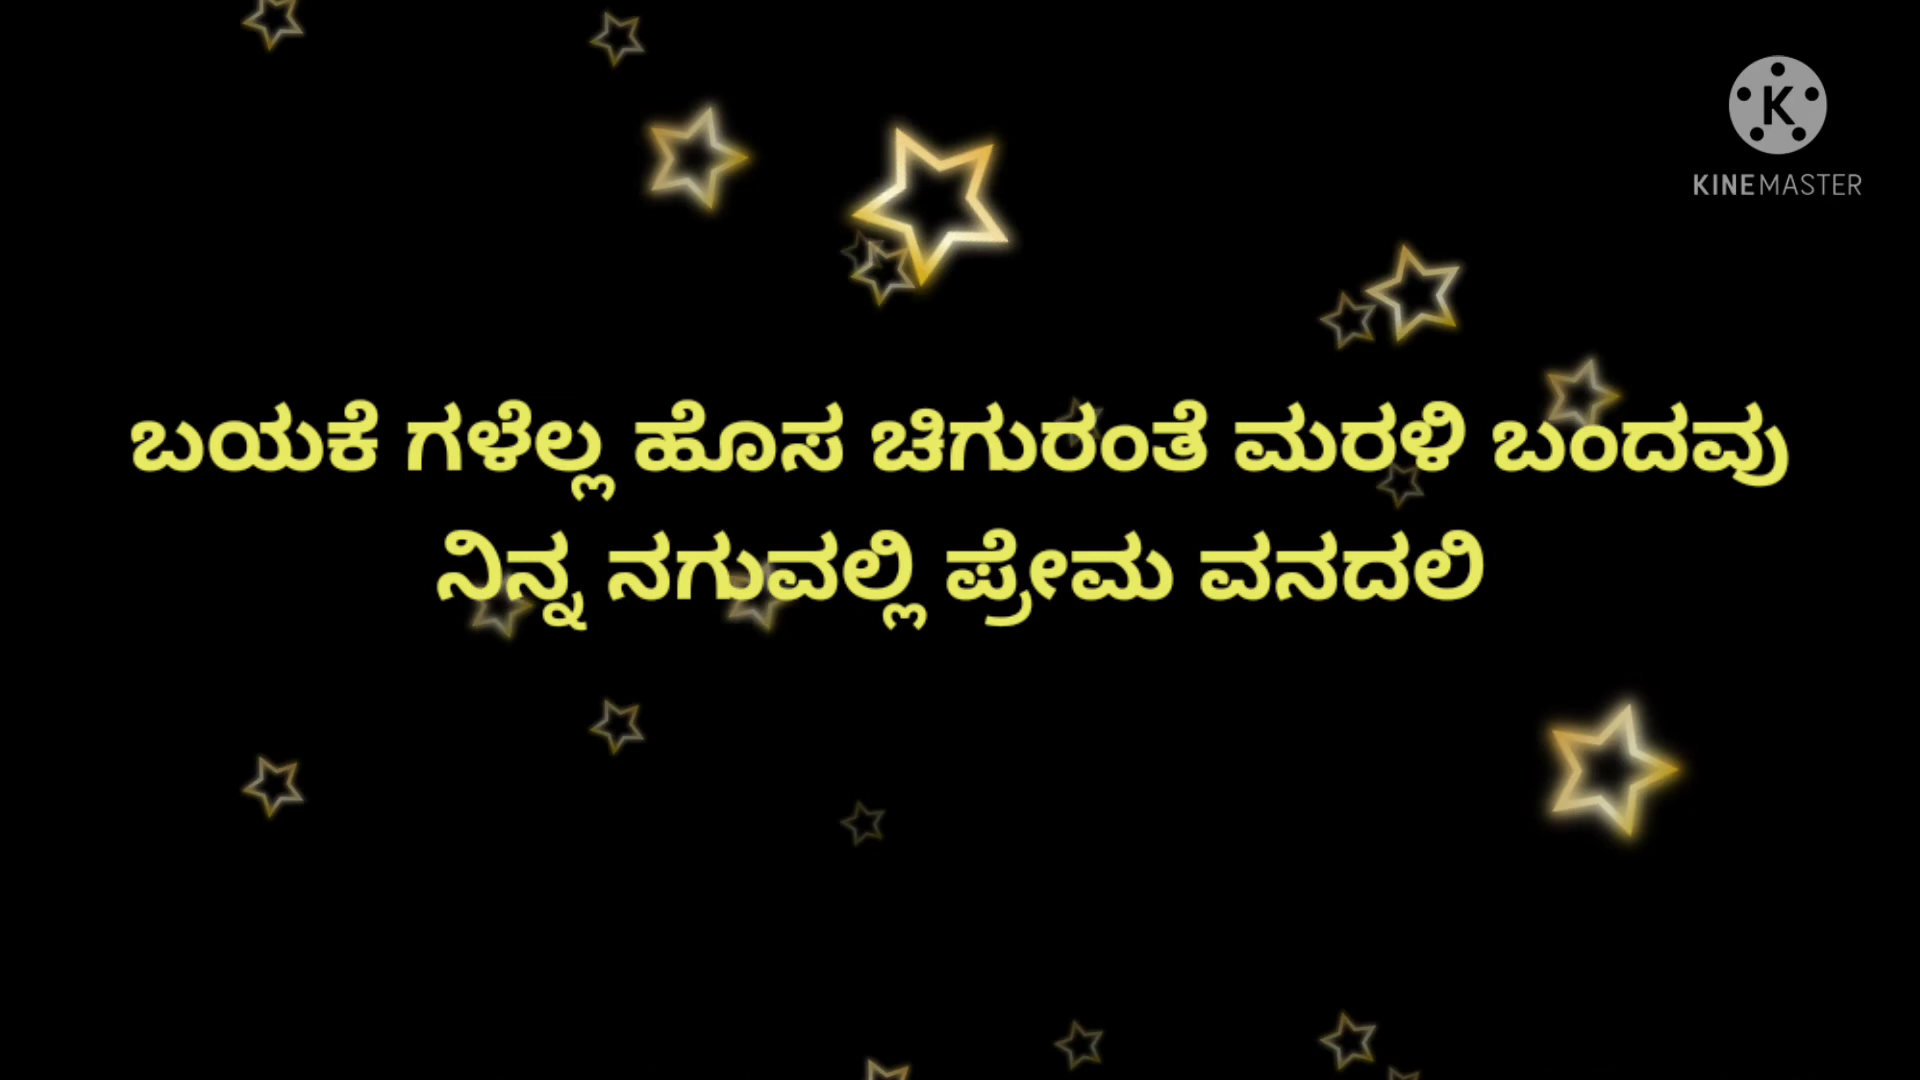 KINEMASTER
ಬಯಕೆ ಗಳೆಲ್ಲ ಹೊಸ ಚಿಗುರಂತೆ ಮರಳಿ ಬಂದವು
ನಿನ್ನ ನಗುವಲ್ಲಿ ಪ್ರೇಮ ವನದಲಿ